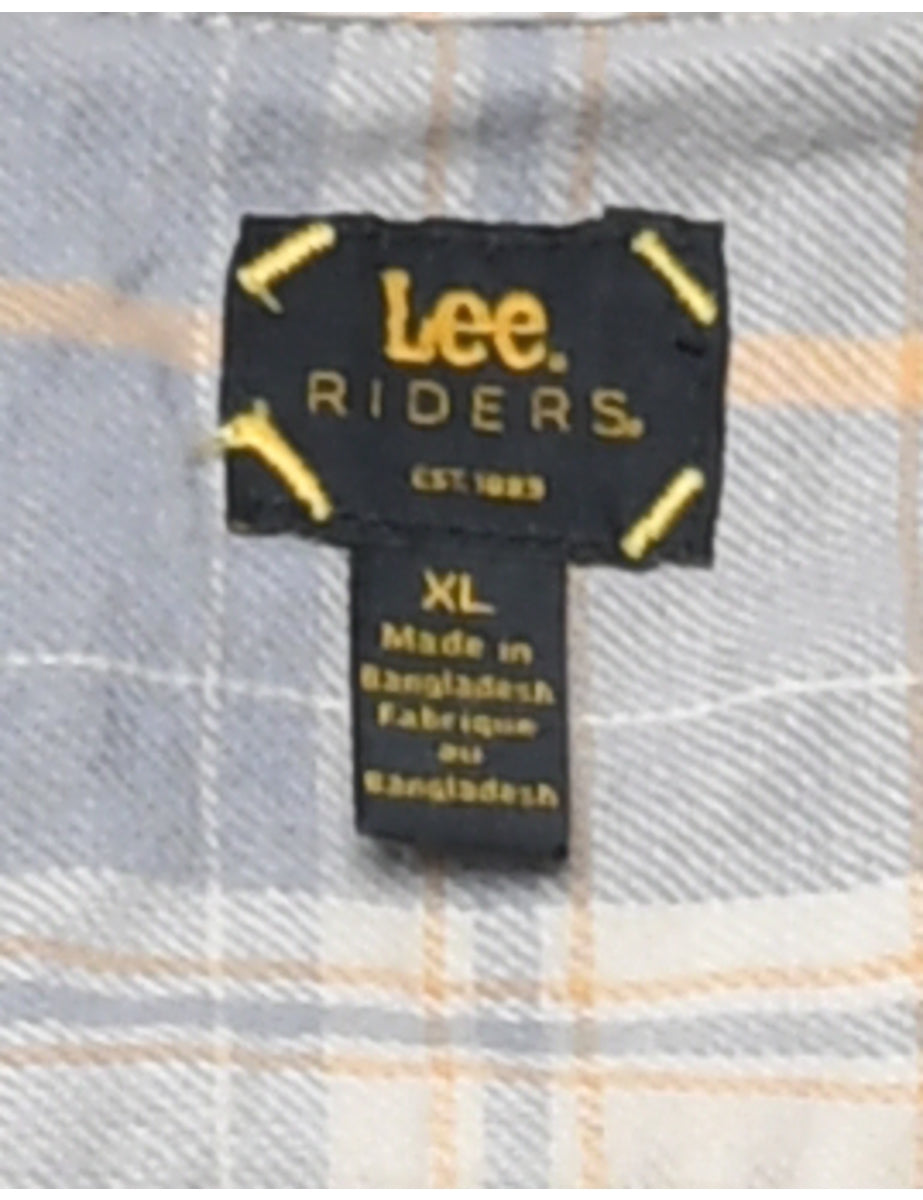 Lee®
RIDERS®
EST. 1889
XL
Made in
Bangladesh
Fabrique
au
Bangladesh